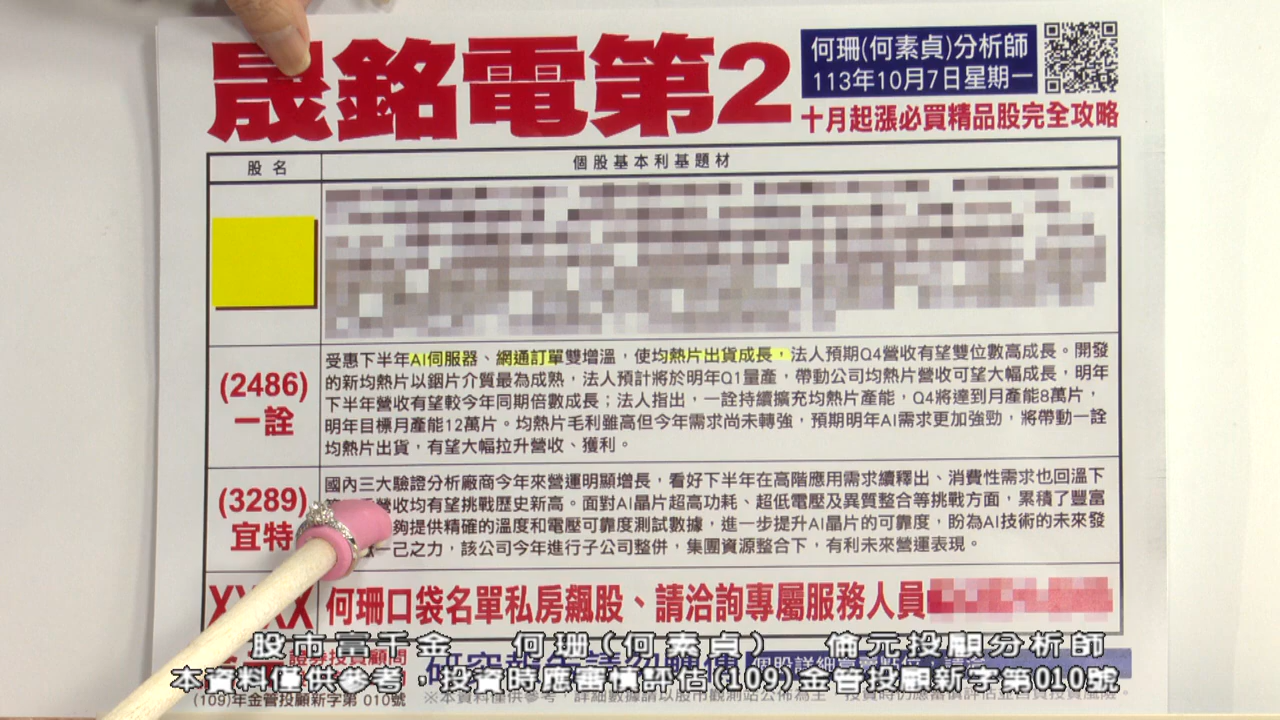 晟銘電第2
何珊(何素貞)分析師
113年10月7日星期一
十月起漲必買精品股完全攻略
股名
個股基本利基題材
(2486)
一詮
受惠下半年AI伺服器、網通訂單雙增溫，使均熱片出貨成長，法人預期Q4營收有望雙位數高成長。開發
的新均熱片以銦片介質最為成熟，法人預計將於明年Q1量產，帶動公司均熱片營收可望大幅成長，明年
下半年營收有望較今年同期倍數成長；法人指出，一詮持續擴充均熱片產能，Q4將達到月產能8萬片，
明年目標月產能12萬片。均熱片毛利雖高但今年需求尚未轉強，預期明年AI需求更加強勁，將帶動一詮
均熱片出貨，有望大幅拉升營收、獲利。
(3289)
宜特
國內三大驗證分析廠商今年來營運明顯增長，看好下半年在高階應用需求續釋出、消費性需求也回溫下
營收均有望挑戰歷史新高。面對AI晶片超高功耗、超低電壓及異質整合等挑戰方面，累積了豐富
夠提供精確的溫度和電壓可靠度測試數據，進一步提升AI晶片的可靠度，盼為AI技術的未來發
一己之力，該公司今年進行子公司整併，集團資源整合下，有利未來營運表現。
何珊口袋名單私房飆股、請洽詢專屬服務人員
股市富千金 何珊(何素貞) 倫元投顧分析師
本資料僅供參考，投資時應審慎評估(109)金管投顧新字第010號
(109)年金管投顧新字第 010號